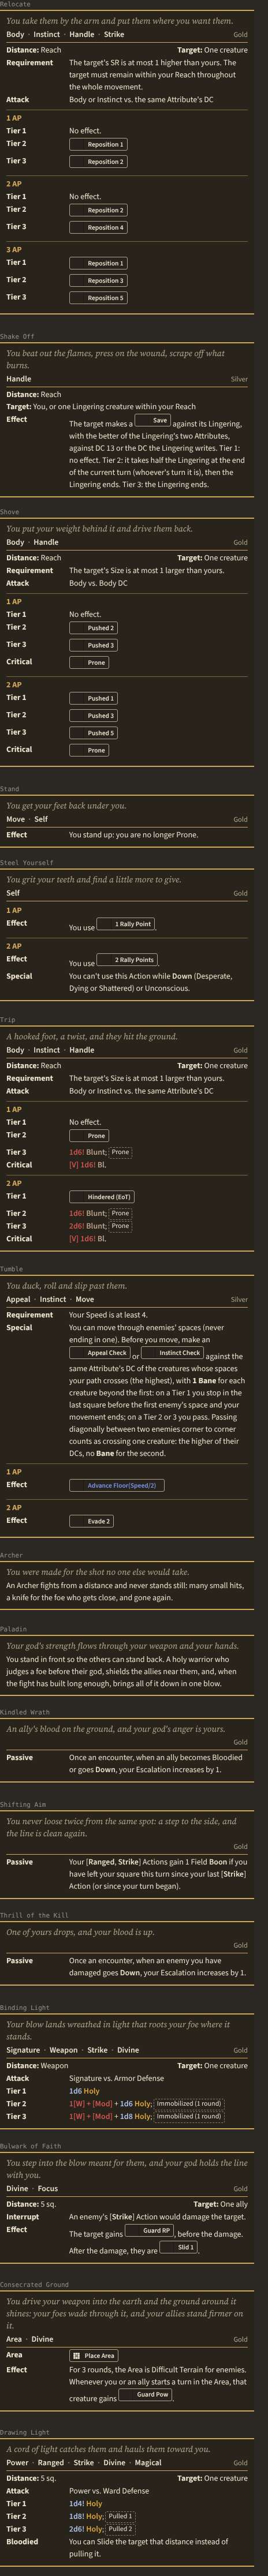 Relocate
You take them by the arm and put them where you want them.
Body · Instinct · Handle · Strike Gold
Distance: Reach Target: One creature
Requirement The target's SR is at most 1 higher than yours. The
target must remain within your Reach throughout
the whole movement.
Attack Body or Instinct vs. the same Attribute's DC
1 AP
Tier 1 No effect.
Tier 2 Reposition 1
Tier 3 Reposition 2
2 AP
Tier 1 No effect.
Tier 2 Reposition 2
Tier 3 Reposition 4
3 AP
Tier 1 Reposition 1
Tier 2 Reposition 3
Tier 3 Reposition 5
Shake Off
You beat out the flames, press on the wound, scrape off what
burns.
Handle Silver
Distance: Reach
Target: You, or one Lingering creature within your Reach
Effect The target makes a Save against its Lingering,
with the better of the Lingering's two Attributes,
against DC 13 or the DC the Lingering writes. Tier 1:
no effect. Tier 2: it takes half the Lingering at the end
of the current turn (whoever's turn it is), then the
Lingering ends. Tier 3: the Lingering ends.
Shove
You put your weight behind it and drive them back.
Body · Handle Gold
Distance: Reach Target: One creature
Requirement The target's Size is at most 1 larger than yours.
Attack Body vs. Body DC
1 AP
Tier 1 No effect.
Tier 2 Pushed 2
Tier 3 Pushed 3
Critical Prone
2 AP
Tier 1 Pushed 1
Tier 2 Pushed 3
Tier 3 Pushed 5
Critical Prone
Stand
You get your feet back under you.
Move · Self Gold
Effect You stand up: you are no longer Prone.
Steel Yourself
You grit your teeth and find a little more to give.
Self Gold
1 AP
Effect You use 1 Rally Point.
2 AP
Effect You use 2 Rally Points.
Special You can't use this Action while Down (Desperate,
Dying or Shattered) or Unconscious.
Trip
A hooked foot, a twist, and they hit the ground.
Body · Instinct · Handle Gold
Distance: Reach Target: One creature
Requirement The target's Size is at most 1 larger than yours.
Attack Body or Instinct vs. the same Attribute's DC
1 AP
Tier 1 No effect.
Tier 2 Prone
Tier 3 1d6! Blunt; Prone
Critical [V] 1d6! Bl.
2 AP
Tier 1 Hindered (EoT)
Tier 2 1d6! Blunt; Prone
Tier 3 2d6! Blunt; Prone
Critical [V] 1d6! Bl.
Tumble
You duck, roll and slip past them.
Appeal · Instinct · Move Silver
Requirement Your Speed is at least 4.
Special You can move through enemies' spaces (never
ending in one). Before you move, make an
Appeal Check or Instinct Check against the
same Attribute's DC of the creatures whose spaces
your path crosses (the highest), with 1 Bane for each
creature beyond the first: on a Tier 1 you stop in the
last square before the first enemy's space and your
movement ends; on a Tier 2 or 3 you pass. Passing
diagonally between two enemies corner to corner
counts as crossing one creature: the higher of their
DCs, no Bane for the second.
1 AP
Effect Advance Floor(Speed/2)
2 AP
Effect Evade 2
Archer
You were made for the shot no one else would take.
An Archer fights from a distance and never stands still: many small hits,
a knife for the foe who gets close, and gone again.
Paladin
Your god's strength flows through your weapon and your hands.
You stand in front so the others can stand back. A holy warrior who
judges a foe before their god, shields the allies near them, and, when
the fight has built long enough, brings all of it down in one blow.
Kindled Wrath
An ally's blood on the ground, and your god's anger is yours.
Gold
Passive Once an encounter, when an ally becomes Bloodied
or goes Down, your Escalation increases by 1.
Shifting Aim
You never loose twice from the same spot: a step to the side, and
the line is clean again.
Gold
Passive Your [Ranged, Strike] Actions gain 1 Field Boon if you
have left your square this turn since your last [Strike]
Action (or since your turn began).
Thrill of the Kill
One of yours drops, and your blood is up.
Gold
Passive Once an encounter, when an enemy you have
damaged goes Down, your Escalation increases by 1.
Binding Light
Your blow lands wreathed in light that roots your foe where it
stands.
Signature · Weapon · Strike · Divine Gold
Distance: Weapon Target: One creature
Attack Signature vs. Armor Defense
Tier 1 1d6 Holy
Tier 2 1[W] + [Mod] + 1d6 Holy; Immobilized (1 round)
Tier 3 1[W] + [Mod] + 1d8 Holy; Immobilized (1 round)
Bulwark of Faith
You step into the blow meant for them, and your god holds the line
with you.
Divine · Focus Gold
Distance: 5 sq. Target: One ally
Interrupt An enemy's [Strike] Action would damage the target.
Effect The target gains Guard RP, before the damage.
After the damage, they are Slid 1.
Consecrated Ground
You drive your weapon into the earth and the ground around it
shines: your foes wade through it, and your allies stand firmer on
it.
Area · Divine Gold
Area Place Area
Effect For 3 rounds, the Area is Difficult Terrain for enemies.
Whenever you or an ally starts a turn in the Area, that
creature gains Guard Pow.
Drawing Light
A cord of light catches them and hauls them toward you.
Power · Ranged · Strike · Divine · Magical Gold
Distance: 5 sq. Target: One creature
Attack Power vs. Ward Defense
Tier 1 1d4! Holy
Tier 2 1d8! Holy; Pulled 1
Tier 3 2d6! Holy; Pulled 2
Bloodied You can Slide the target that distance instead of
pulling it.